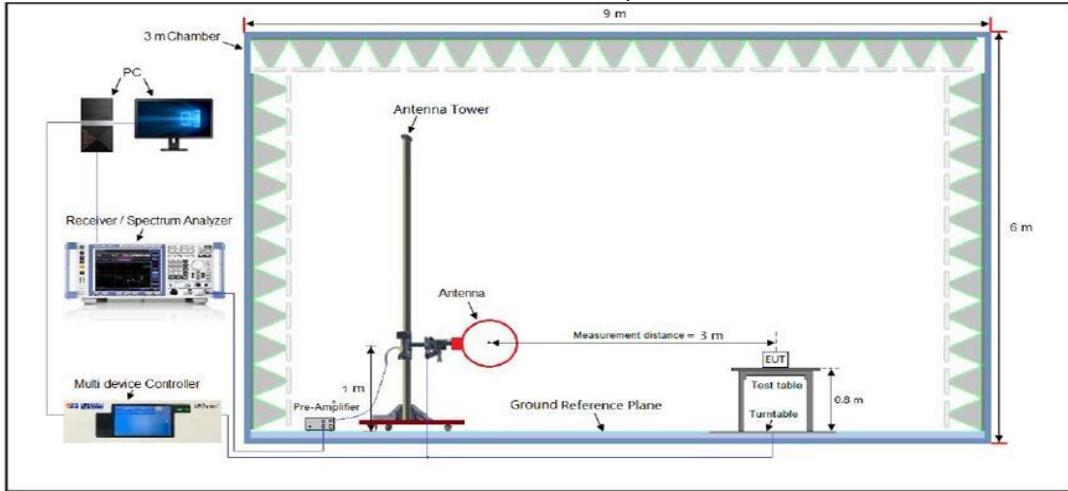 9 m
3 m Chamber
PC
Antenna Tower
Receiver / Spectrum Analyzer
6 m
Antenna
Measurement distance = 3 m
EUT
Multi device Controller
1 m
Test table
0.8 m
Pre-Amplifier
Ground Reference Plane
Turntable